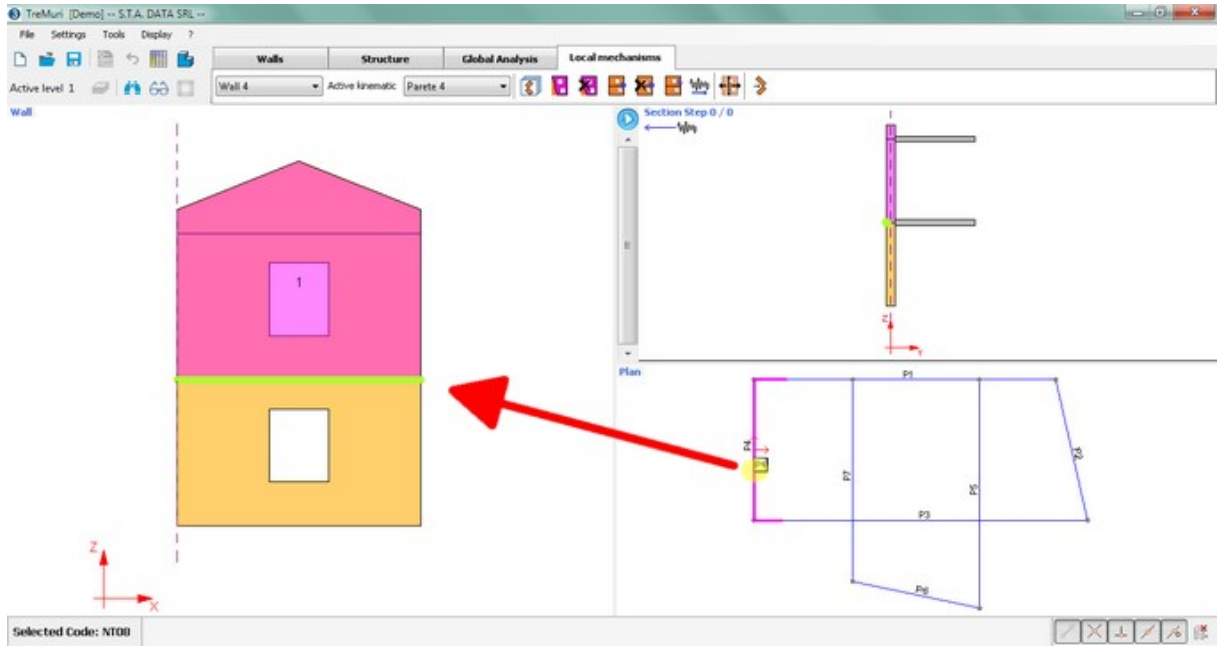 TreMuri [Demo] -- S.T.A. DATA SRL --
File Settings Tools Display ?
Walls Structure Global Analysis Local mechanisms
Active level 1 Wall 4 Active kinematic Parete 4
Wall
Section Step 0 / 0
1
Z
X
Z
Y
Plan
P1
P4
P2
P7
P5
P3
P6
Selected Code: NT08